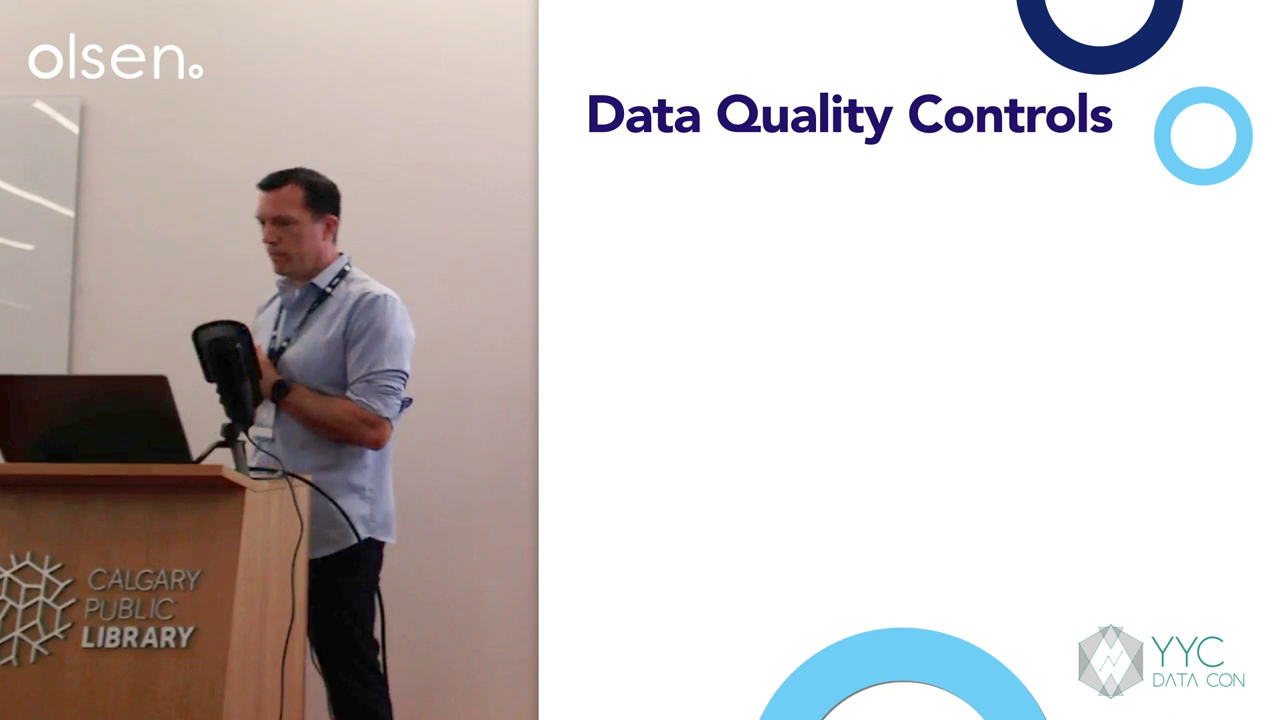 olsen.
Data Quality Controls
CALGARY
PUBLIC
LIBRARY
YYC
DATA CON